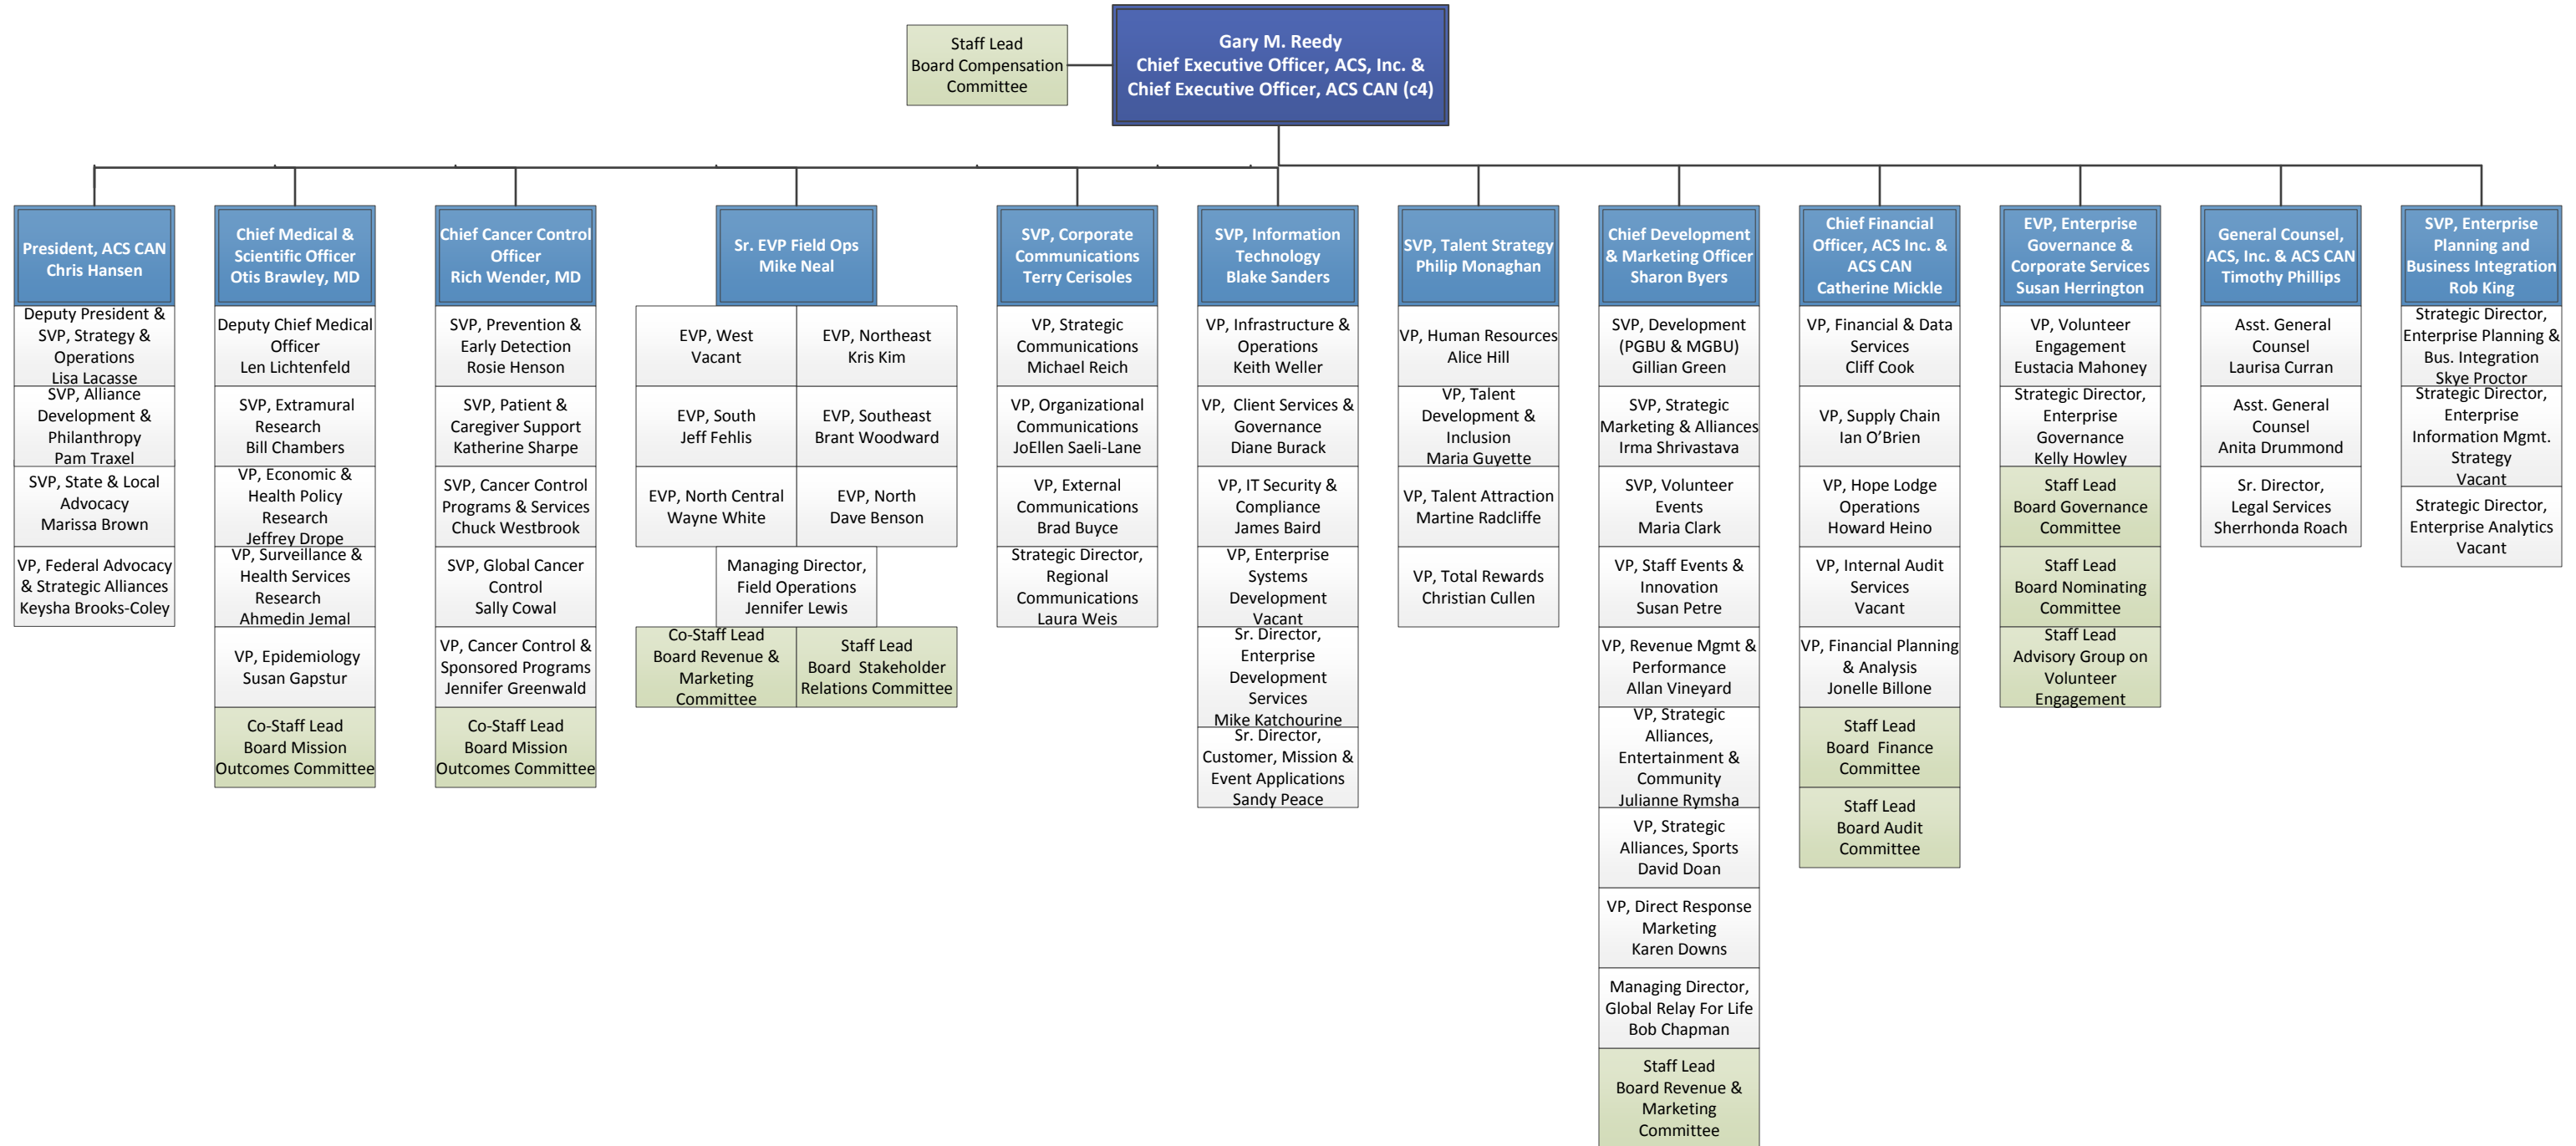 Staff Lead
Board Compensation
Committee
Gary M. Reedy
Chief Executive Officer, ACS, Inc. &
Chief Executive Officer, ACS CAN (c4)
President, ACS CAN
Chris Hansen
Deputy President &
SVP, Strategy &
Operations
Lisa Lacasse
SVP, Alliance
Development &
Philanthropy
Pam Traxel
SVP, State & Local
Advocacy
Marissa Brown
VP, Federal Advocacy
& Strategic Alliances
Keysha Brooks-Coley
Chief Medical &
Scientific Officer
Otis Brawley, MD
Deputy Chief Medical
Officer
Len Lichtenfeld
SVP, Extramural
Research
Bill Chambers
VP, Economic &
Health Policy
Research
Jeffrey Drope
VP, Surveillance &
Health Services
Research
Ahmedin Jemal
VP, Epidemiology
Susan Gapstur
Co-Staff Lead
Board Mission
Outcomes Committee
Chief Cancer Control
Officer
Rich Wender, MD
SVP, Prevention &
Early Detection
Rosie Henson
SVP, Patient &
Caregiver Support
Katherine Sharpe
SVP, Cancer Control
Programs & Services
Chuck Westbrook
SVP, Global Cancer
Control
Sally Cowal
VP, Cancer Control &
Sponsored Programs
Jennifer Greenwald
Co-Staff Lead
Board Mission
Outcomes Committee
Sr. EVP Field Ops
Mike Neal
EVP, West
Vacant
EVP, Northeast
Kris Kim
EVP, South
Jeff Fehlis
EVP, Southeast
Brant Woodward
EVP, North Central
Wayne White
EVP, North
Dave Benson
Managing Director,
Field Operations
Jennifer Lewis
Co-Staff Lead
Board Revenue &
Marketing
Committee
Staff Lead
Board  Stakeholder
Relations Committee
SVP, Corporate
Communications
Terry Cerisoles
VP, Strategic
Communications
Michael Reich
VP, Organizational
Communications
JoEllen Saeli-Lane
VP, External
Communications
Brad Buyce
Strategic Director,
Regional
Communications
Laura Weis
SVP, Information
Technology
Blake Sanders
VP, Infrastructure &
Operations
Keith Weller
VP,  Client Services &
Governance
Diane Burack
VP, IT Security &
Compliance
James Baird
VP, Enterprise
Systems
Development
Vacant
Sr. Director,
Enterprise
Development
Services
Mike Katchourine
Sr. Director,
Customer, Mission &
Event Applications
Sandy Peace
SVP, Talent Strategy
Philip Monaghan
VP, Human Resources
Alice Hill
VP, Talent
Development &
Inclusion
Maria Guyette
VP, Talent Attraction
Martine Radcliffe
VP, Total Rewards
Christian Cullen
Chief Development
& Marketing Officer
Sharon Byers
SVP, Development
(PGBU & MGBU)
Gillian Green
SVP, Strategic
Marketing & Alliances
Irma Shrivastava
SVP, Volunteer
Events
Maria Clark
VP, Staff Events &
Innovation
Susan Petre
VP, Revenue Mgmt &
Performance
Allan Vineyard
VP, Strategic
Alliances,
Entertainment &
Community
Julianne Rymsha
VP, Strategic
Alliances, Sports
David Doan
VP, Direct Response
Marketing
Karen Downs
Managing Director,
Global Relay For Life
Bob Chapman
Staff Lead
Board Revenue &
Marketing
Committee
Chief Financial
Officer, ACS Inc. &
ACS CAN
Catherine Mickle
VP, Financial & Data
Services
Cliff Cook
VP, Supply Chain
Ian O’Brien
VP, Hope Lodge
Operations
Howard Heino
VP, Internal Audit
Services
Vacant
VP, Financial Planning
& Analysis
Jonelle Billone
Staff Lead
Board  Finance
Committee
Staff Lead
Board Audit
Committee
EVP, Enterprise
Governance &
Corporate Services
Susan Herrington
VP, Volunteer
Engagement
Eustacia Mahoney
Strategic Director,
Enterprise
Governance
Kelly Howley
Staff Lead
Board Governance
Committee
Staff Lead
Board Nominating
Committee
Staff Lead
Advisory Group on
Volunteer
Engagement
General Counsel,
ACS, Inc. & ACS CAN
Timothy Phillips
Asst. General
Counsel
Laurisa Curran
Asst. General
Counsel
Anita Drummond
Sr. Director,
Legal Services
Sherrhonda Roach
SVP, Enterprise
Planning and
Business Integration
Rob King
Strategic Director,
Enterprise Planning &
Bus. Integration
Skye Proctor
Strategic Director,
Enterprise
Information Mgmt.
Strategy
Vacant
Strategic Director,
Enterprise Analytics
Vacant